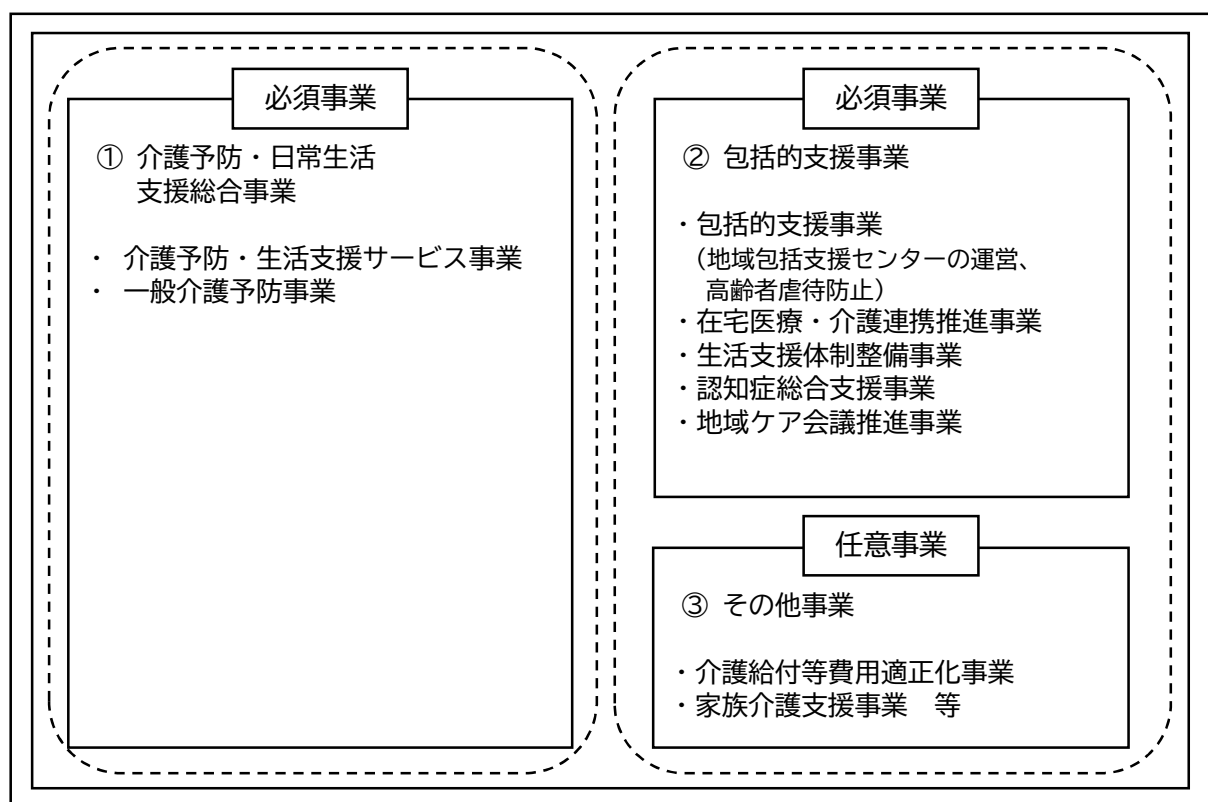 必須事業
① 介護予防・日常生活
支援総合事業
・ 介護予防・生活支援サービス事業
・ 一般介護予防事業
必須事業
② 包括的支援事業
・包括的支援事業
（地域包括支援センターの運営、
高齢者虐待防止）
・在宅医療・介護連携推進事業
・生活支援体制整備事業
・認知症総合支援事業
・地域ケア会議推進事業
任意事業
③ その他事業
・介護給付等費用適正化事業
・家族介護支援事業　等